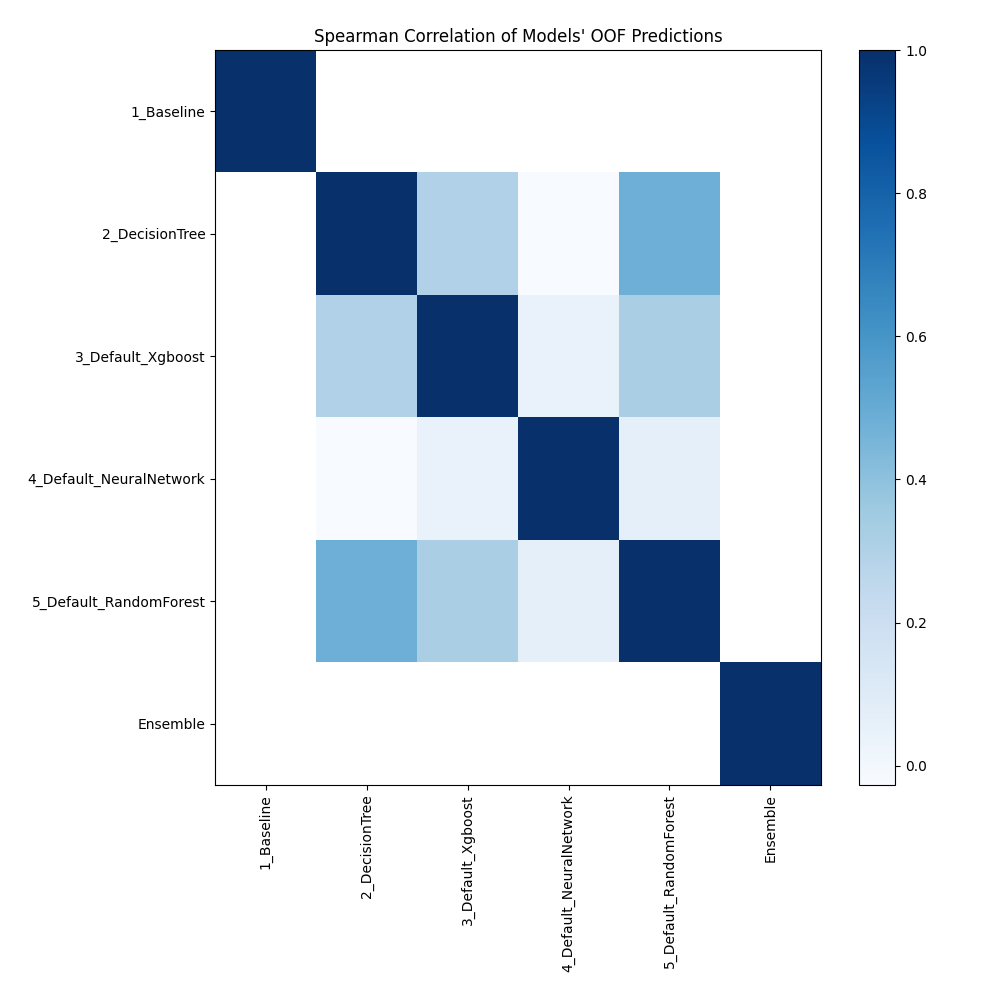 Spearman Correlation of Models' OOF Predictions
1_Baseline
2_DecisionTree
3_Default_Xgboost
4_Default_NeuralNetwork
5_Default_RandomForest
Ensemble
1_Baseline
2_DecisionTree
3_Default_Xgboost
4_Default_NeuralNetwork
5_Default_RandomForest
Ensemble
1.0
0.8
0.6
0.4
0.2
0.0